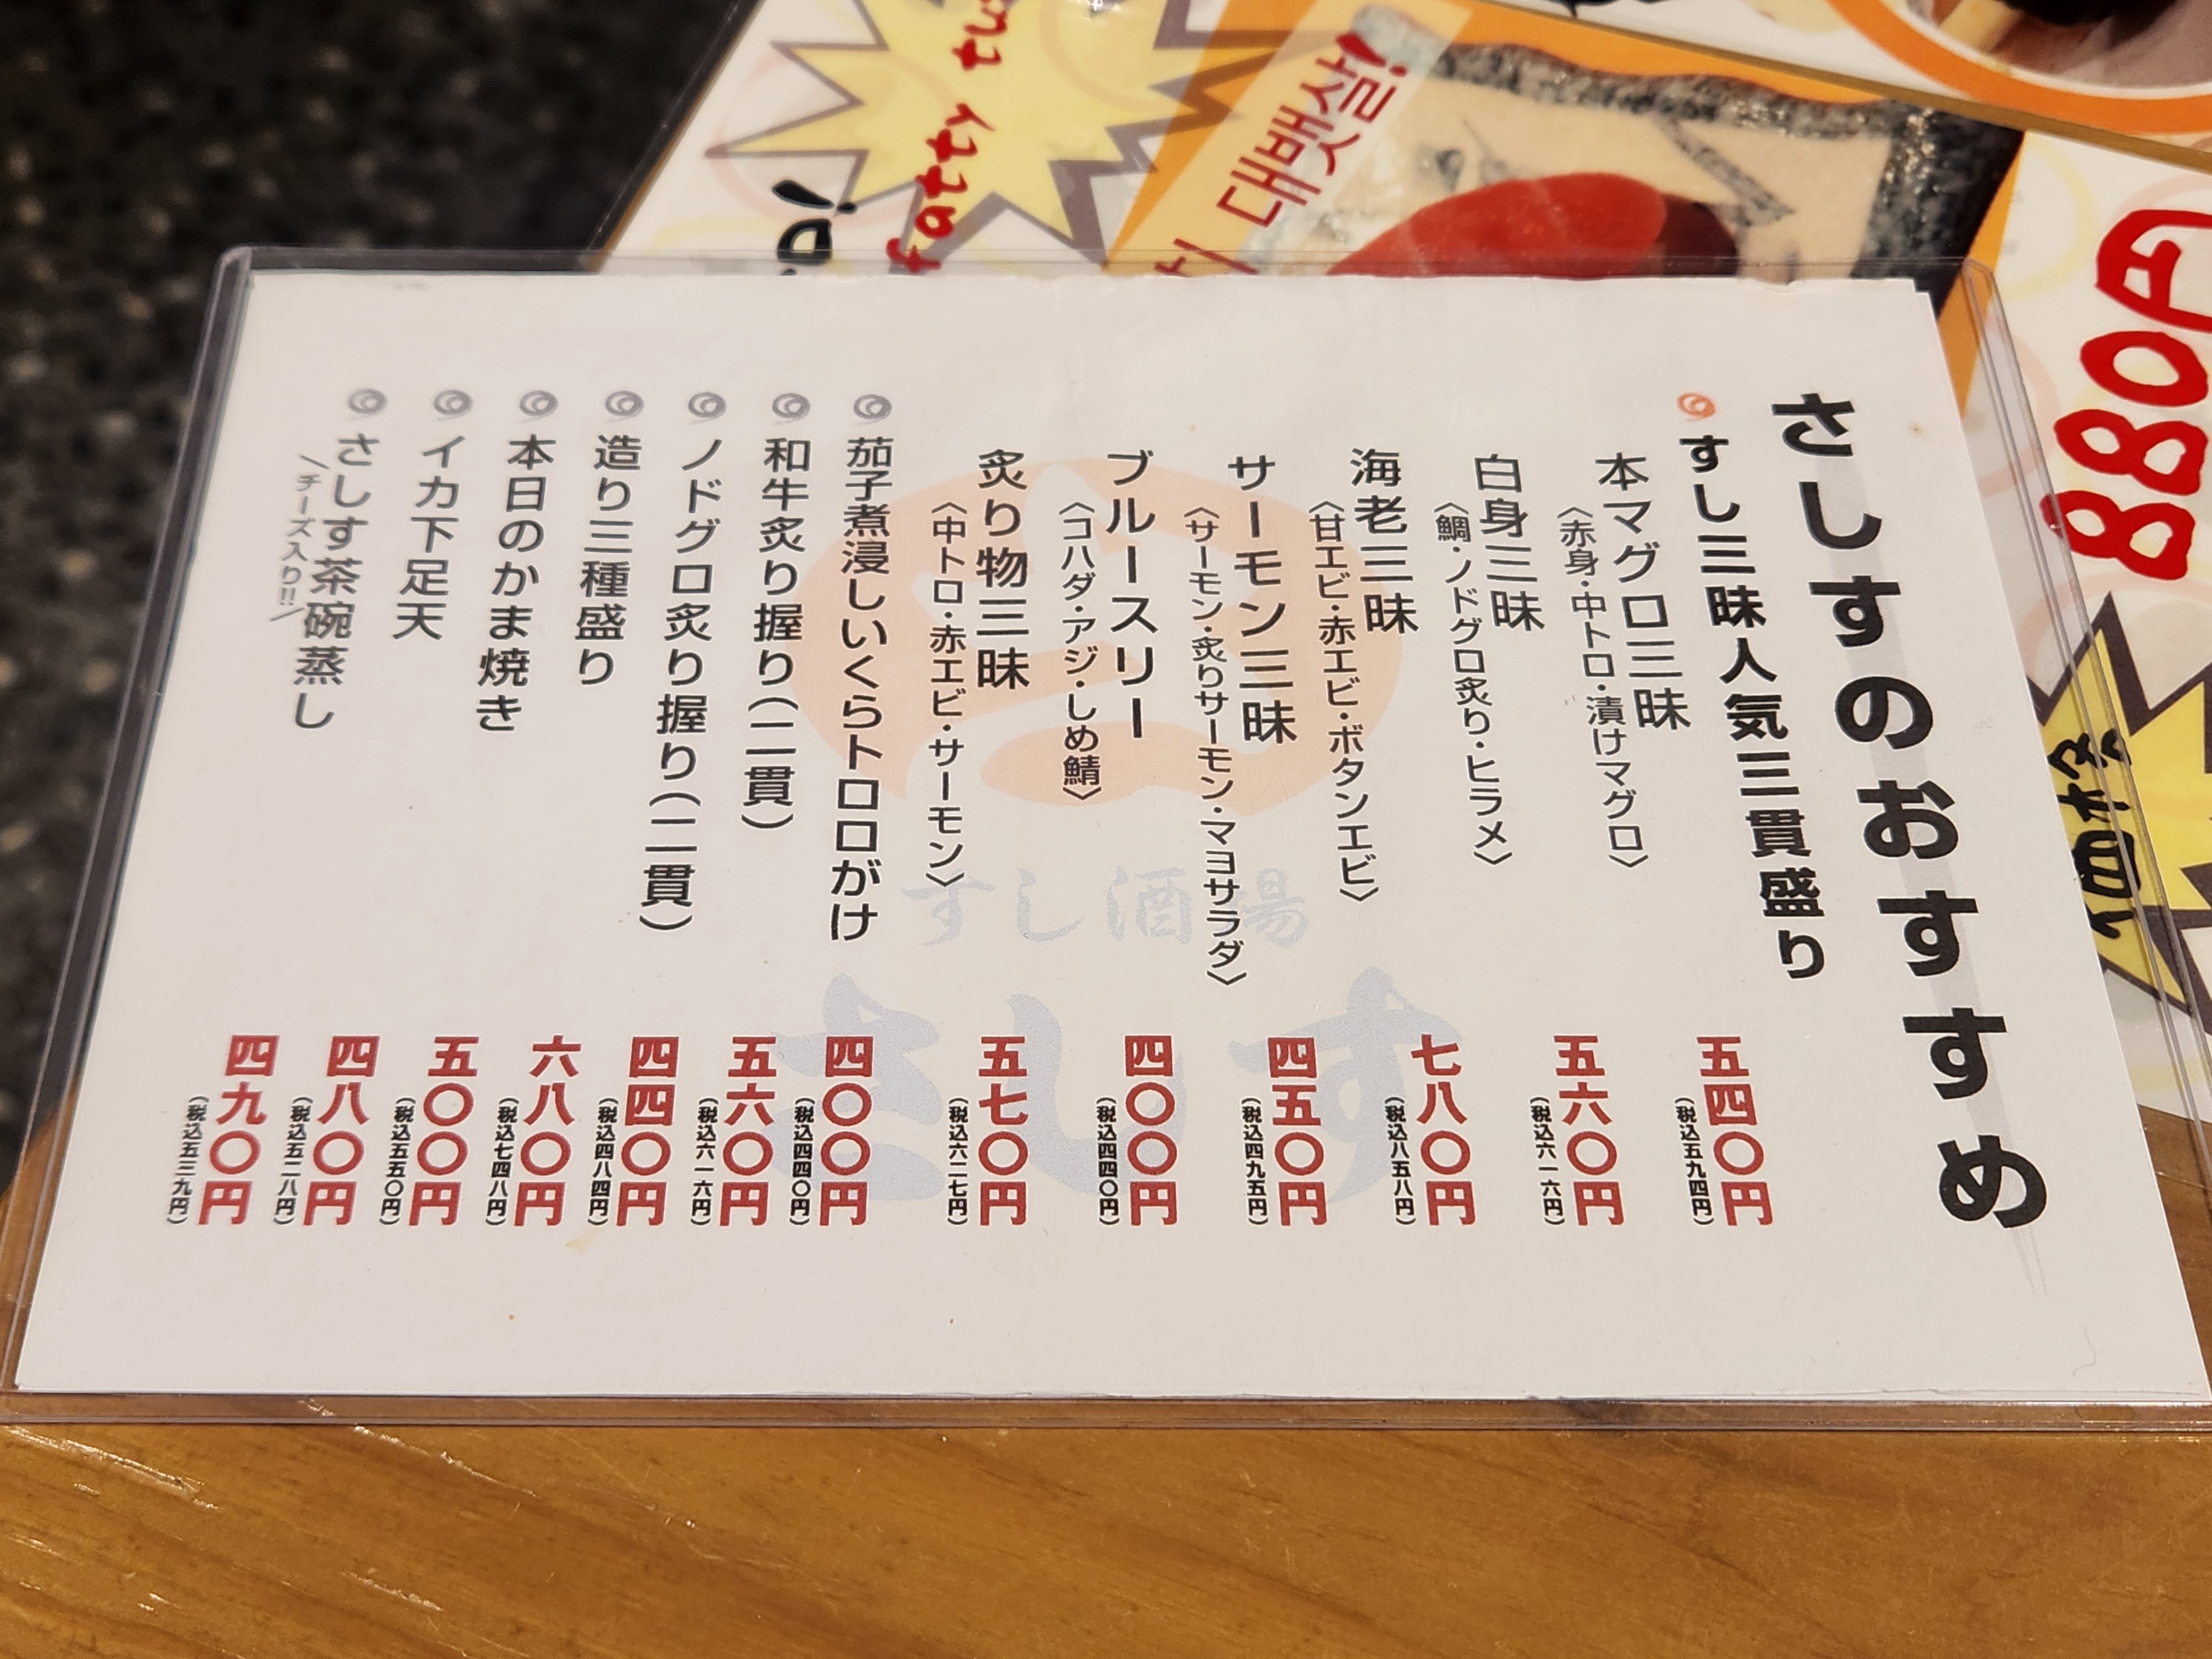 さしすのおすすめ
すし三昧人気三貫盛り
本マグロ三昧 五四〇円
〈赤身・中トロ・漬けマグロ〉 (税込五九四円)
白身三昧 五六〇円
〈鯛・ノドグロ炙り・ヒラメ〉 (税込六一六円)
海老三昧 七八〇円
〈甘エビ・赤エビ・ボタンエビ〉 (税込八五八円)
サーモン三昧 四五〇円
〈サーモン・炙りサーモン・マヨサラダ〉 (税込四九五円)
ブルースリー 四〇〇円
〈コハダ・アジ・しめ鯖〉 (税込四四〇円)
炙り物三昧 五七〇円
〈中トロ・赤エビ・サーモン〉 (税込六二七円)
茄子煮浸しいくらトロロがけ 四〇〇円
(税込四四〇円)
和牛炙り握り(二貫) 五六〇円
(税込六一六円)
ノドグロ炙り握り(二貫) 四四〇円
(税込四八四円)
造り三種盛り 六八〇円
(税込七四八円)
本日のかま焼き 五〇〇円
(税込五五〇円)
イカ下足天 四八〇円
(税込五二八円)
さしす茶碗蒸し 四九〇円
\チーズ入り!!/ (税込五三九円)
すし酒場
さしす
fatty
대뱃살!
880円
価格